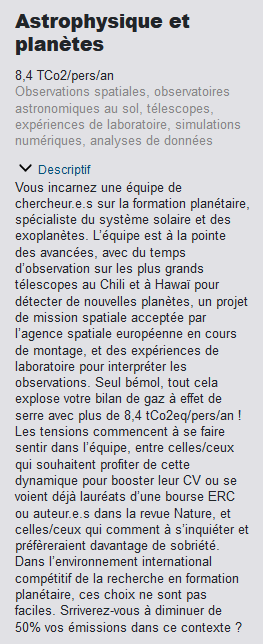 Astrophysique et
planètes
8,4 TCo2/pers/an
Observations spatiales, observatoires
astronomiques au sol, télescopes,
expériences de laboratoire, simulations
numériques, analyses de données
Descriptif
Vous incarnez une équipe de
chercheur.e.s sur la formation planétaire,
spécialiste du système solaire et des
exoplanètes. L'équipe est à la pointe
des avancées, avec du temps
d'observation sur les plus grands
télescopes au Chili et à Hawaï pour
détecter de nouvelles planètes, un projet
de mission spatiale acceptée par
l'agence spatiale européenne en cours
de montage, et des expériences de
laboratoire pour interpréter les
observations. Seul bémol, tout cela
explose votre bilan de gaz à effet de
serre avec plus de 8,4 tCo2eq/pers/an !
Les tensions commencent à se faire
sentir dans l'équipe, entre celles/ceux
qui souhaitent profiter de cette
dynamique pour booster leur CV ou se
voient déjà lauréats d'une bourse ERC
ou auteur.e.s dans la revue Nature, et
celles/ceux qui comment à s'inquiéter et
préfèreraient davantage de sobriété.
Dans l'environnement international
compétitif de la recherche en formation
planétaire, ces choix ne sont pas
faciles. Srriverez-vous à diminuer de
50% vos émissions dans ce contexte ?